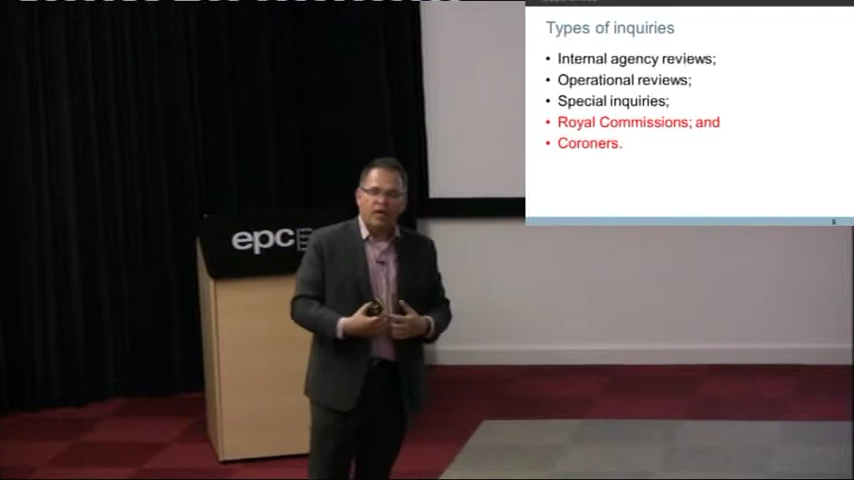 Types of inquiries
• Internal agency reviews;
• Operational reviews;
• Special inquiries;
• Royal Commissions; and
• Coroners.
epc